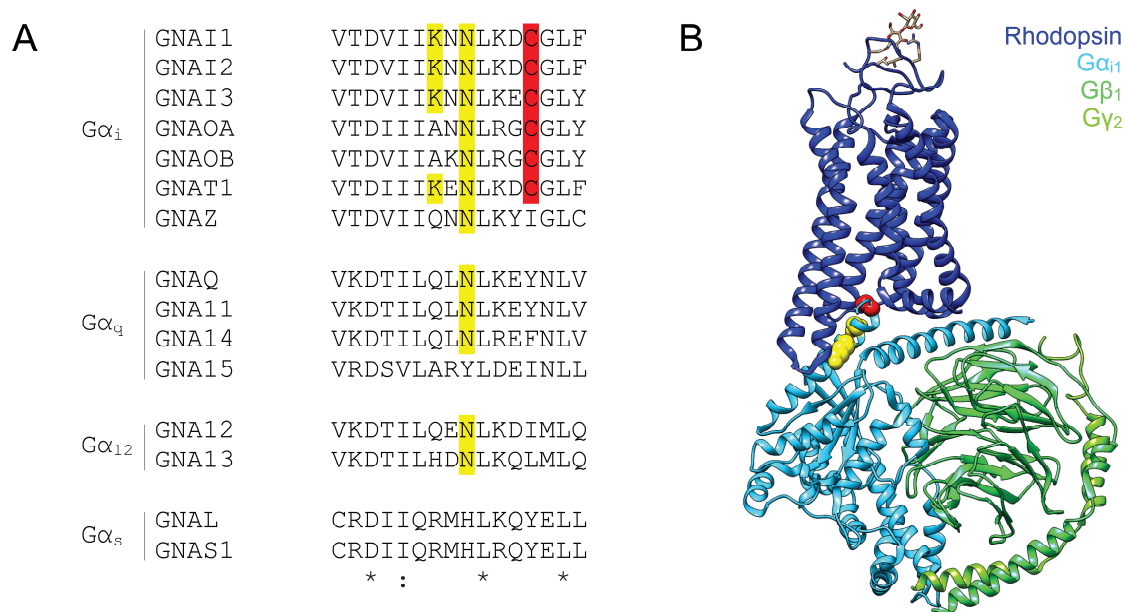 A
GNAI1 VTDVIIKNNLKDCGLF
GNAI2 VTDVIIKNNLKDCGLF
GNAI3 VTDVIIKNNLKECGLY
Gαi GNAOA VTDIIIANNLRGCGLY
GNAOB VTDVIIAKNLRGCGLY
GNAT1 VTDIIIKENLKDCGLF
GNAZ VTDVIIQNNLKYIGLC
GNAQ VKDTILQLNLKEYNLV
GNA11 VKDTILQLNLKEYNLV
Gαq GNA14 VKDTILQLNLREFNLV
GNA15 VRDSVLARYLDEINLL
Gα12 GNA12 VKDTILQENLKDIMLQ
GNA13 VKDTILHDNLKQLMLQ
Gαs GNAL CRDIIQRMHLKQYELL
GNAS1 CRDIIQRMHLRQYELL
* : * *
B
Rhodopsin
Gαi1
Gβ1
Gγ2